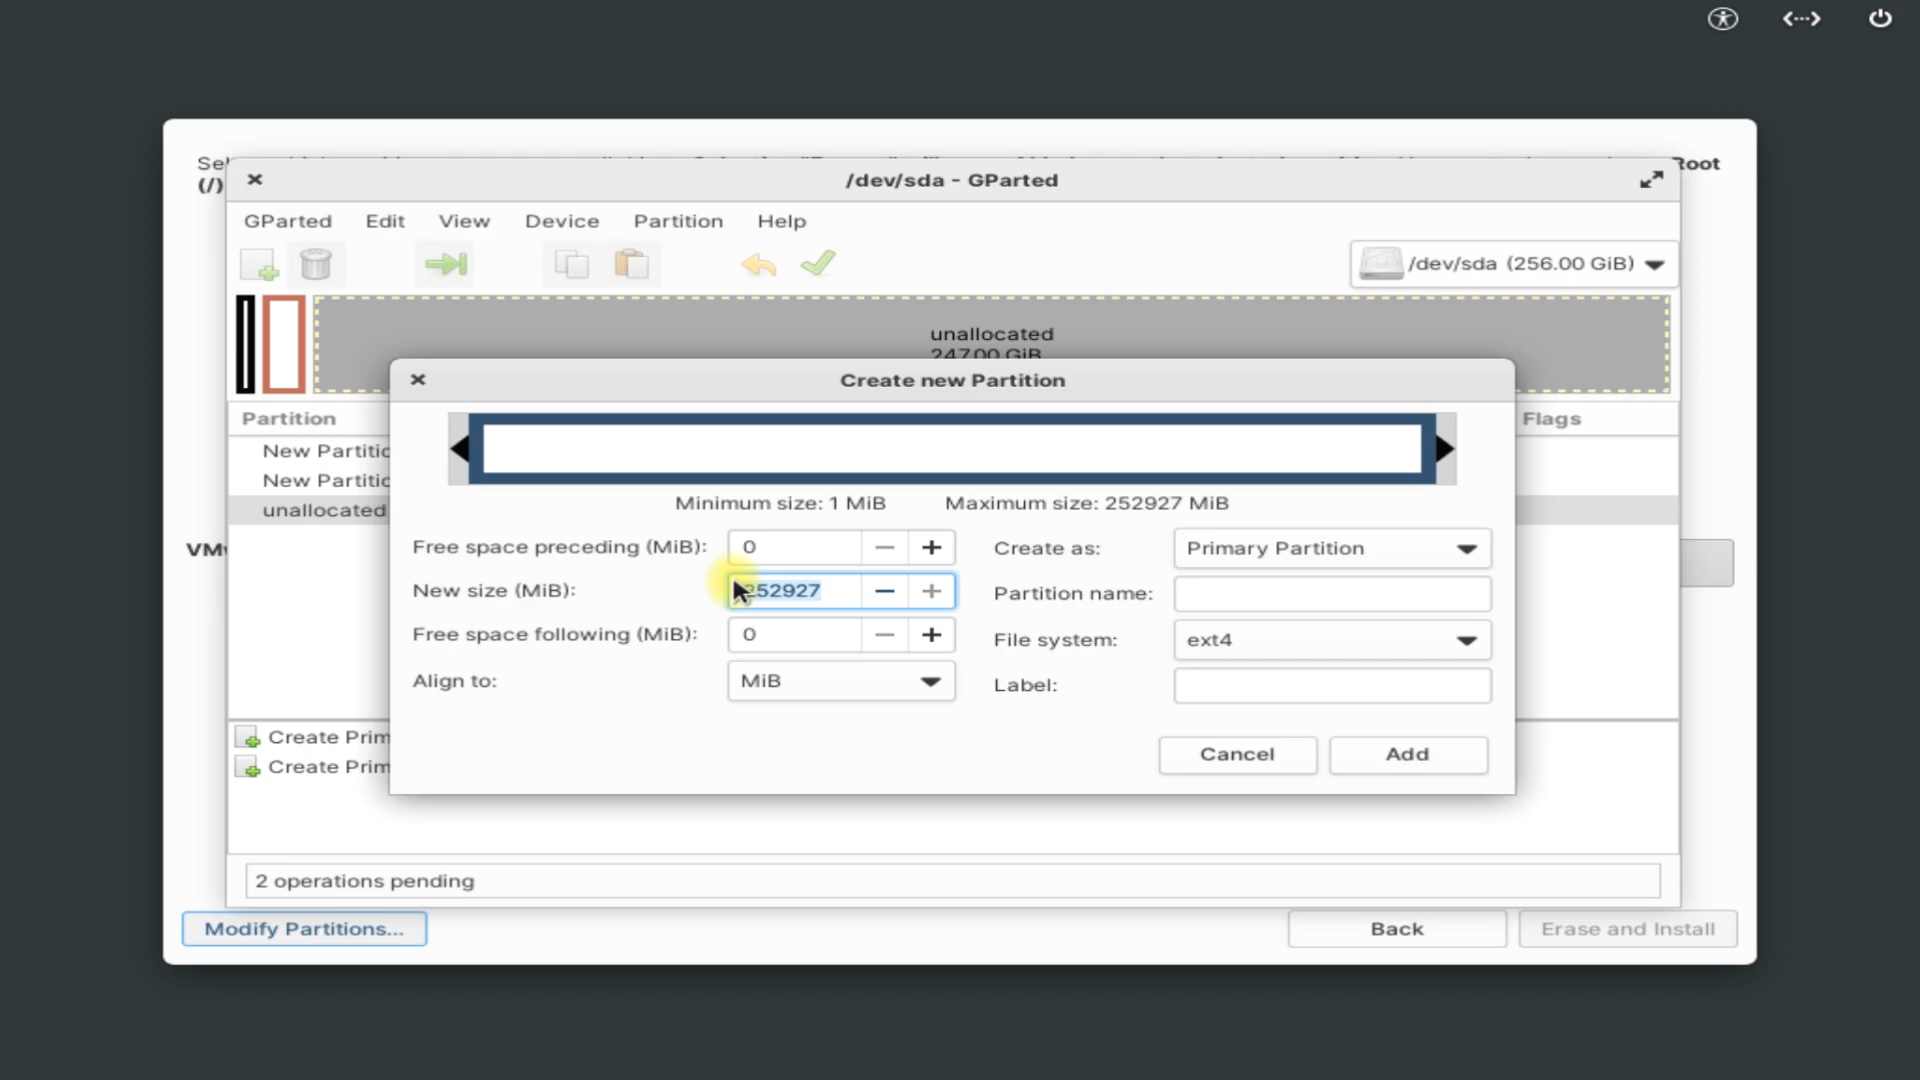 Root
(/)
/dev/sda - GParted
GParted Edit View Device Partition Help
/dev/sda (256.00 GiB)
unallocated
247.00 GiB
Create new Partition
Partition
Flags
New Partitio
New Partitio
unallocated
Minimum size: 1 MiB Maximum size: 252927 MiB
Free space preceding (MiB): 0
Create as: Primary Partition
New size (MiB): 252927
Partition name:
Free space following (MiB): 0
File system: ext4
Align to: MiB
Label:
Create Prim
Create Prim
Cancel Add
2 operations pending
Modify Partitions... Back Erase and Install